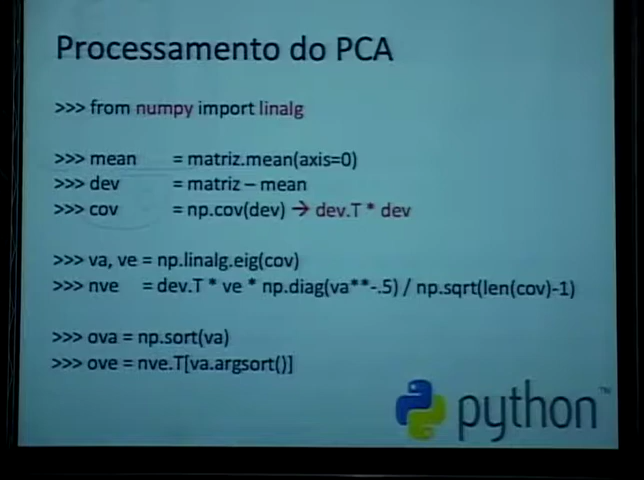 Processamento do PCA
>>> from numpy import linalg
>>> mean = matriz.mean(axis=0)
>>> dev = matriz – mean
>>> cov = np.cov(dev) → dev.T * dev
>>> va, ve = np.linalg.eig(cov)
>>> nve = dev.T * ve * np.diag(va**-.5) / np.sqrt(len(cov)-1)
>>> ova = np.sort(va)
>>> ove = nve.T[va.argsort()]
python™